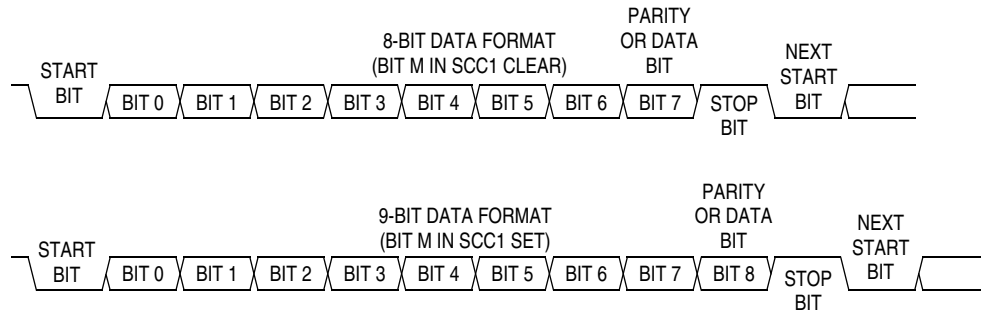 8-BIT DATA FORMAT
(BIT M IN SCC1 CLEAR)
PARITY
OR DATA
BIT
START
BIT
BIT 0
BIT 1
BIT 2
BIT 3
BIT 4
BIT 5
BIT 6
BIT 7
STOP
BIT
NEXT
START
BIT
9-BIT DATA FORMAT
(BIT M IN SCC1 SET)
PARITY
OR DATA
BIT
START
BIT
BIT 0
BIT 1
BIT 2
BIT 3
BIT 4
BIT 5
BIT 6
BIT 7
BIT 8
STOP
BIT
NEXT
START
BIT